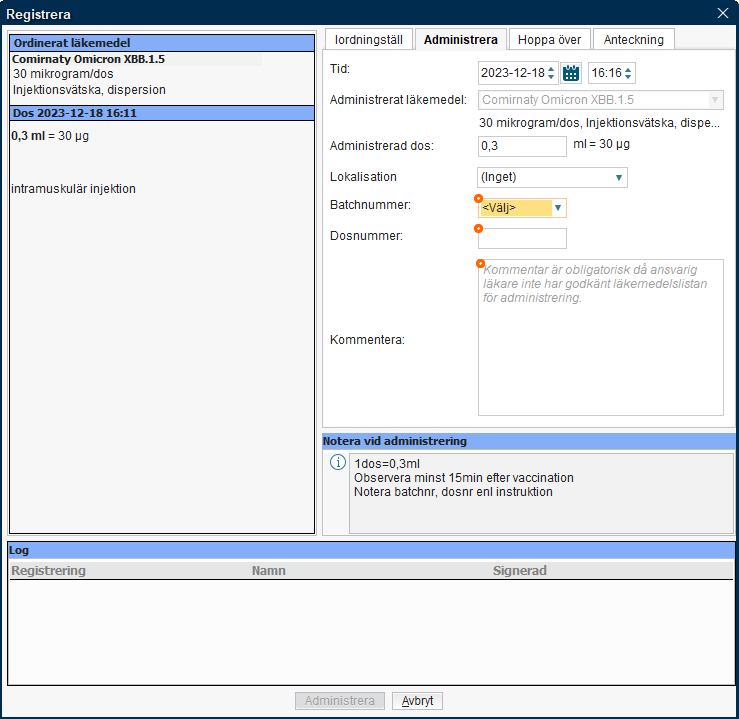 Registrera
Ordinerat läkemedel
Comirnaty Omicron XBB.1.5
30 mikrogram/dos
Injektionsvätska, dispersion
Dos 2023-12-18 16:11
0,3 ml = 30 µg
intramuskulär injektion
Iordningställ
Administrera
Hoppa över
Anteckning
Tid:
2023-12-18
16:16
Administrerat läkemedel:
Comirnaty Omicron XBB.1.5
30 mikrogram/dos, Injektionsvätska, dispe...
Administrerad dos:
0,3
ml = 30 µg
Lokalisation
(Inget)
Batchnummer:
<Välj>
Dosnummer:
Kommentar är obligatorisk då ansvarig
läkare inte har godkänt läkemedelslistan
för administrering.
Kommentera:
Notera vid administrering
1dos=0,3ml
Observera minst 15min efter vaccination
Notera batchnr, dosnr enl instruktion
Log
Registrering Namn Signerad
Administrera
Avbryt